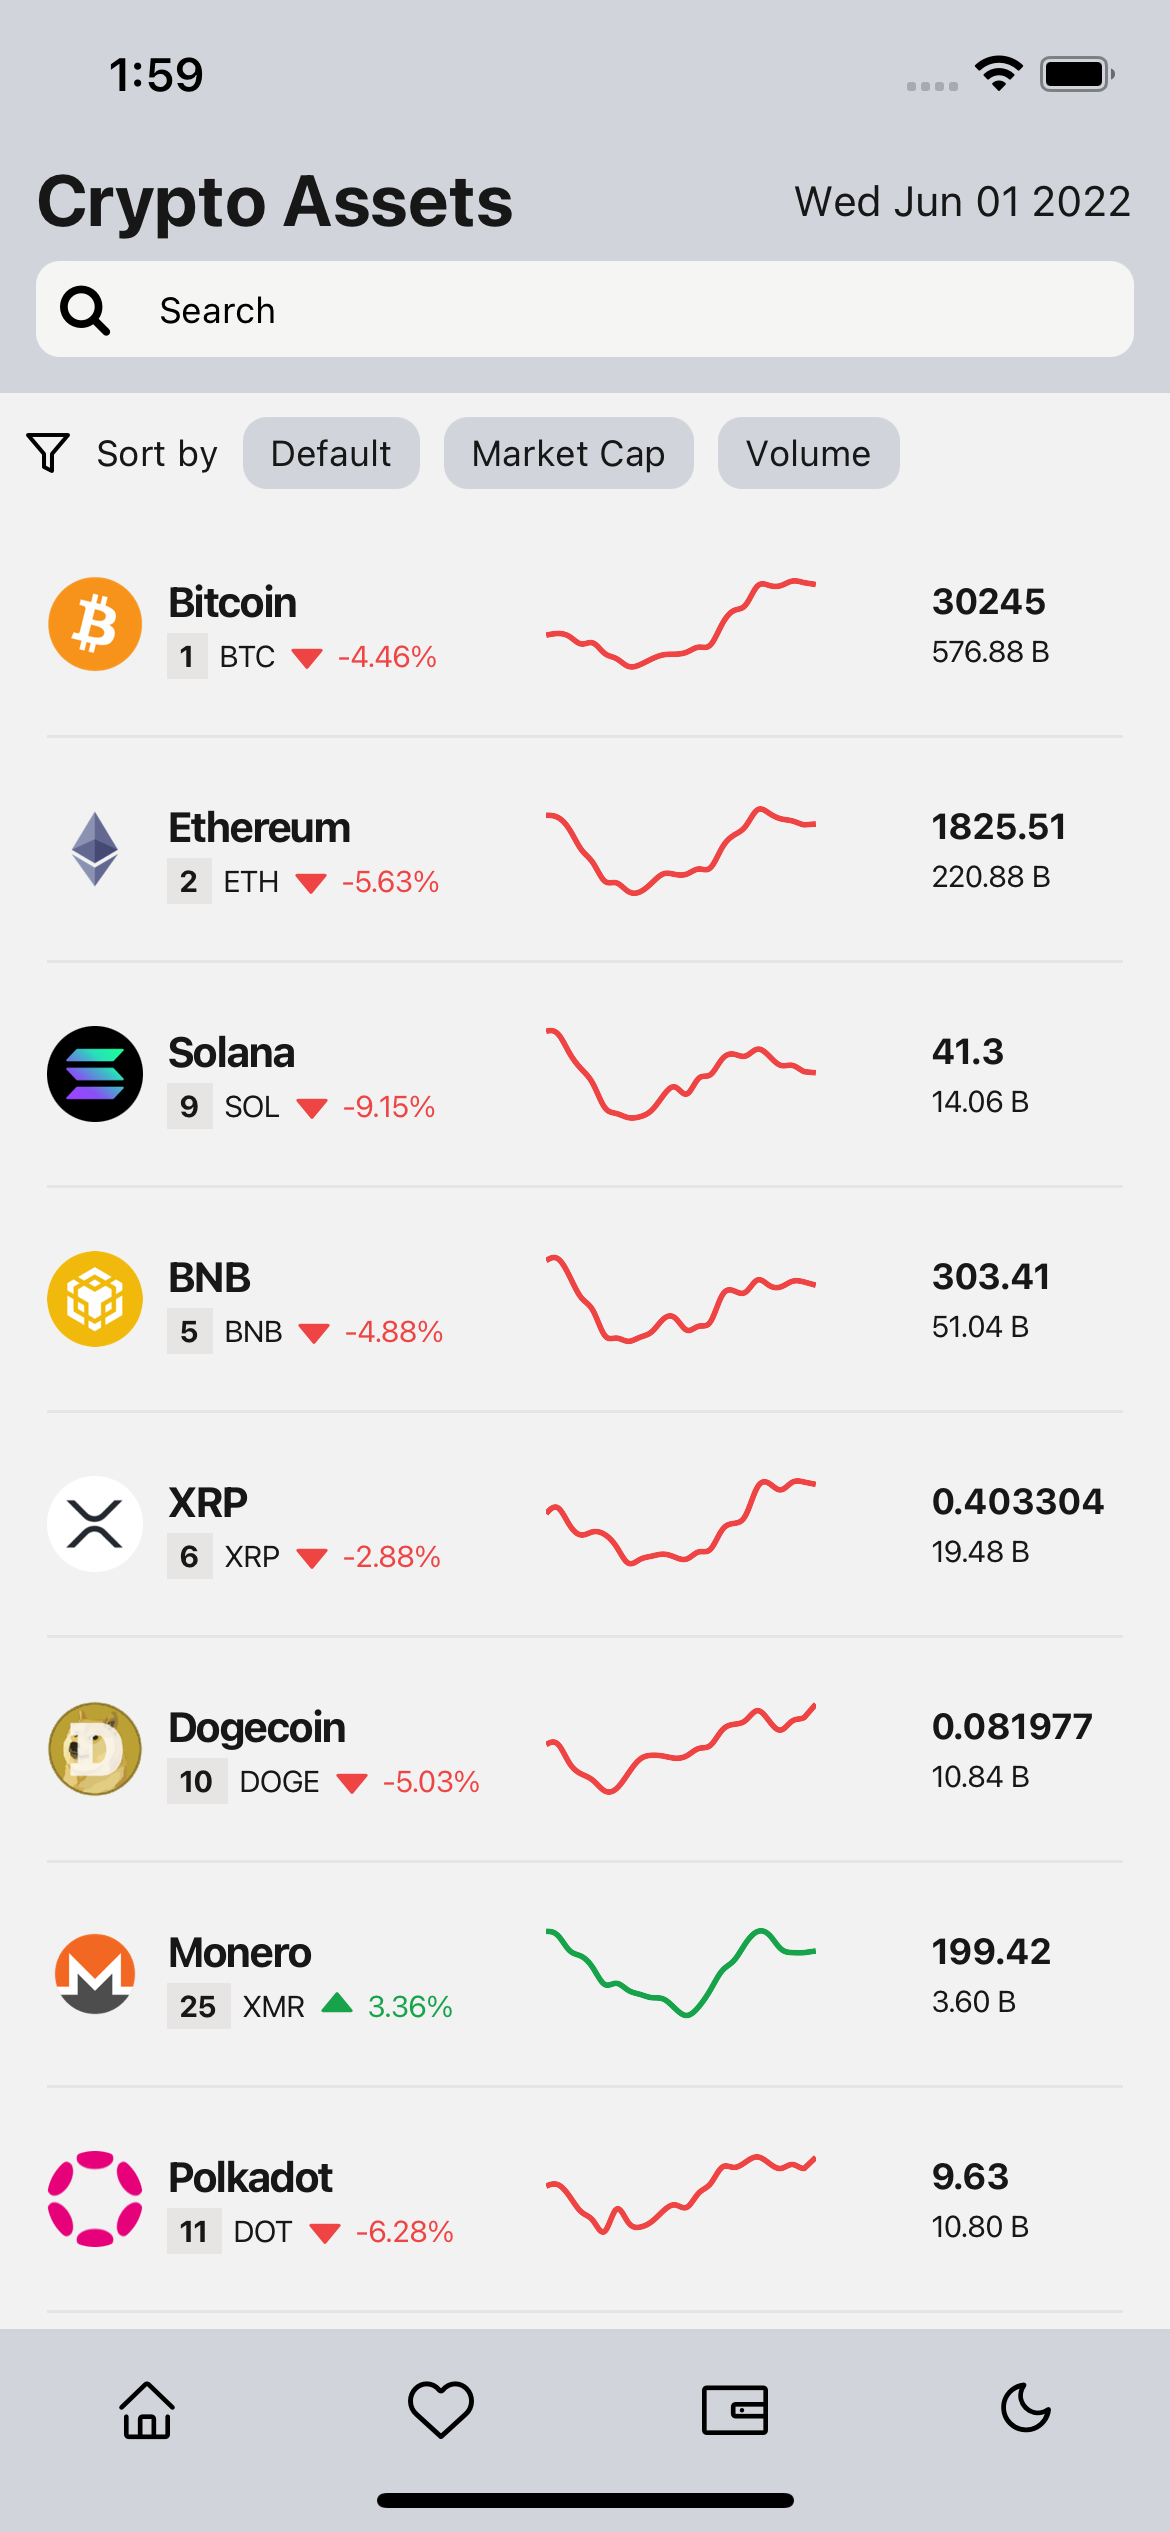 1:59
Crypto Assets
Wed Jun 01 2022
Search
Sort by Default Market Cap Volume
Bitcoin
30245
1 BTC -4.46%
576.88 B
Ethereum
1825.51
2 ETH -5.63%
220.88 B
Solana
41.3
9 SOL -9.15%
14.06 B
BNB
303.41
5 BNB -4.88%
51.04 B
XRP
0.403304
6 XRP -2.88%
19.48 B
Dogecoin
0.081977
10 DOGE -5.03%
10.84 B
Monero
199.42
25 XMR 3.36%
3.60 B
Polkadot
9.63
11 DOT -6.28%
10.80 B